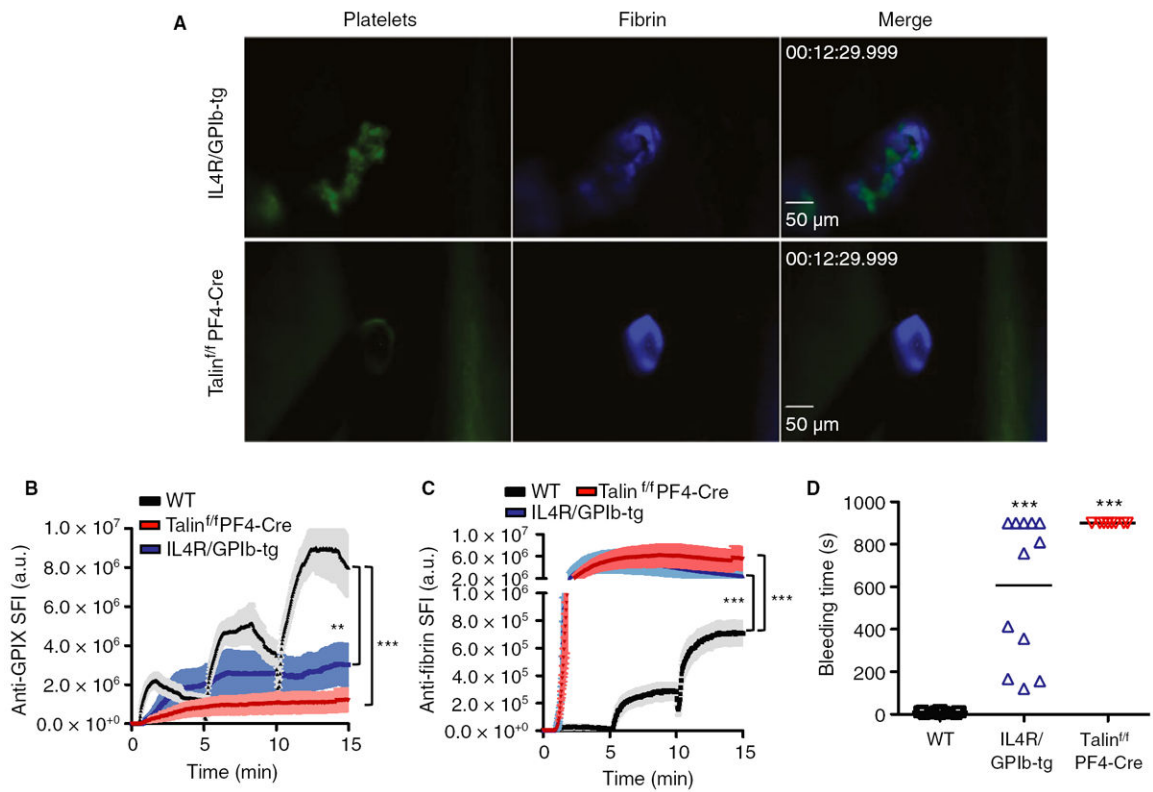 A
Platelets Fibrin Merge
IL4R/GPIb-tg
00:12:29.999
50 µm
Talin^f/f PF4-Cre
00:12:29.999
50 µm
B
WT
Talin^f/f PF4-Cre
IL4R/GPIb-tg
Anti-GPIX SFI (a.u.)
1.0 × 10^7
8.0 × 10^6
6.0 × 10^6
4.0 × 10^6
2.0 × 10^6
0.0 × 10^+0
** ***
0 5 10 15
Time (min)
C
WT Talin^f/f PF4-Cre
IL4R/GPIb-tg
Anti-fibrin SFI (a.u.)
1.0 × 10^7
6.0 × 10^6
2.0 × 10^6
8.0 × 10^5
6.0 × 10^5
4.0 × 10^5
2.0 × 10^5
0.0 × 10^+0
*** ***
0 5 10 15
Time (min)
D
Bleeding time (s)
1000
800
600
400
200
0
*** ***
WT IL4R/ Talin^f/f
GPIb-tg PF4-Cre